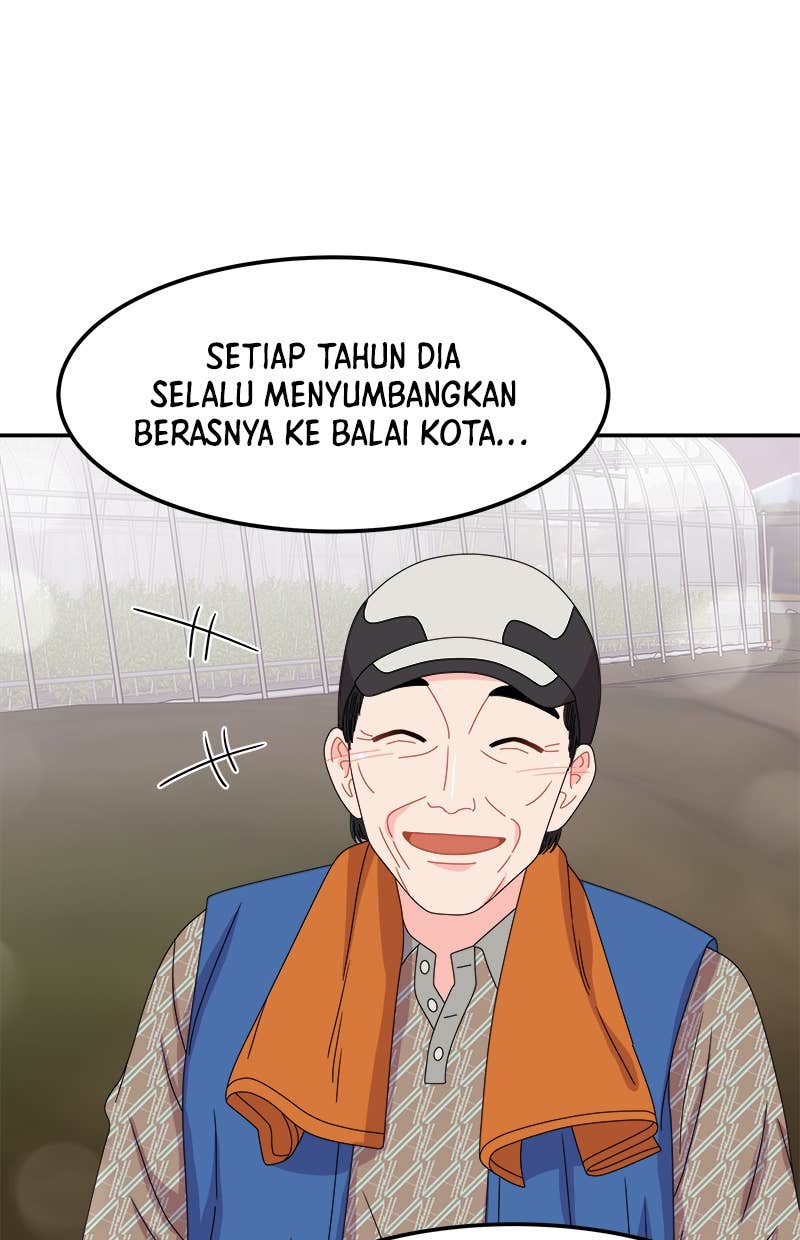 SETIAP TAHUN DIA
SELALU MENYUMBANGKAN
BERASNYA KE BALAI KOTA...